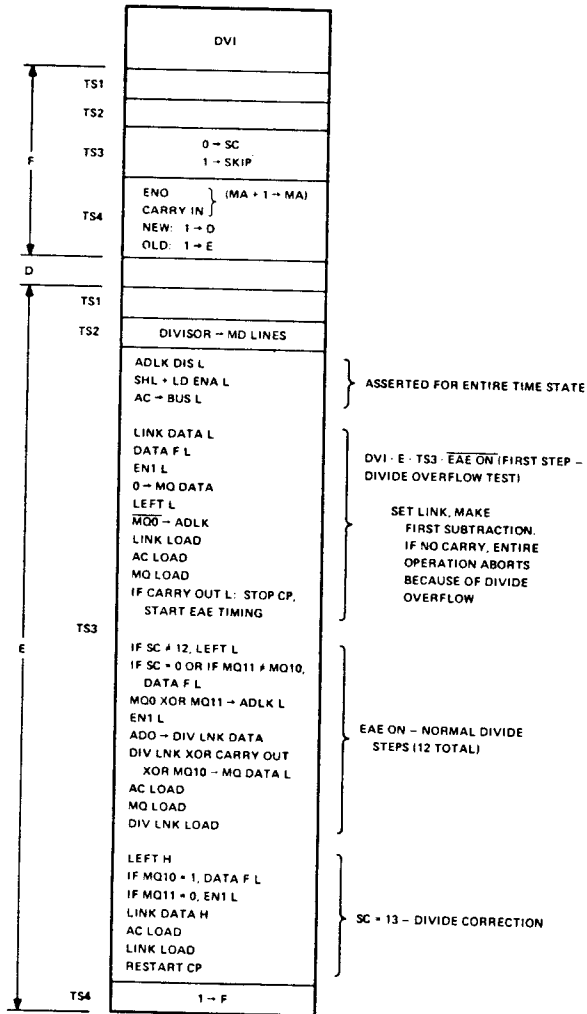 DVI
F
TS1
TS2
TS3
0 → SC
1 → SKIP
TS4
EN0
CARRY IN } (MA + 1 → MA)
NEW: 1 → D
OLD: 1 → E
D
E
TS1
TS2
DIVISOR → MD LINES
TS3
ADLK DIS L
SHL + LD ENA L
AC → BUS L
ASSERTED FOR ENTIRE TIME STATE
LINK DATA L
DATA F L
EN1 L
0 → MQ DATA
LEFT L
M̅Q̅0̅ → ADLK
LINK LOAD
AC LOAD
MQ LOAD
IF CARRY OUT L: STOP CP,
START EAE TIMING
DVI · E · TS3 · E̅A̅E̅ ̅O̅N̅ (FIRST STEP –
DIVIDE OVERFLOW TEST)
SET LINK, MAKE
FIRST SUBTRACTION.
IF NO CARRY, ENTIRE
OPERATION ABORTS
BECAUSE OF DIVIDE
OVERFLOW
IF SC ≠ 12, LEFT L
IF SC = 0 OR IF MQ11 ≠ MQ10,
DATA F L
MQ0 XOR MQ11 → ADLK L
EN1 L
AD0 → DIV LNK DATA
DIV LNK XOR CARRY OUT
XOR MQ10 → MQ DATA L
AC LOAD
MQ LOAD
DIV LNK LOAD
EAE ON – NORMAL DIVIDE
STEPS (12 TOTAL)
LEFT H
IF MQ10 = 1, DATA F L
IF MQ11 = 0, EN1 L
LINK DATA H
AC LOAD
LINK LOAD
RESTART CP
SC = 13 – DIVIDE CORRECTION
TS4
1 → F